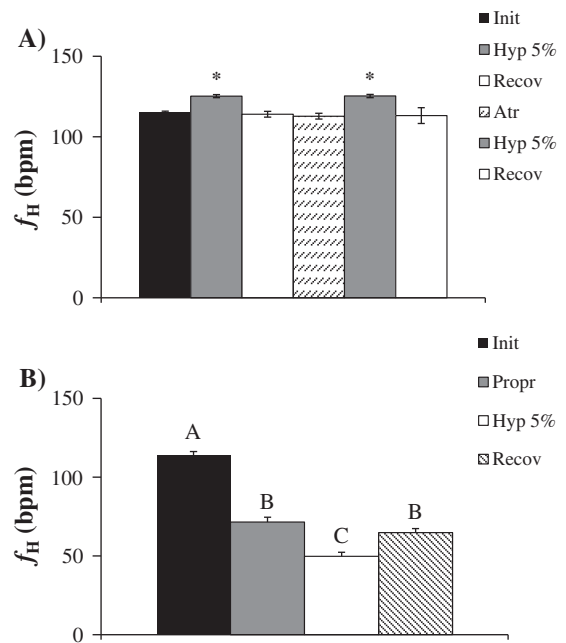 A)
Init
Hyp 5%
Recov
Atr
Hyp 5%
Recov
150
100
50
0
fH (bpm)
*
*
B)
Init
Propr
Hyp 5%
Recov
150
100
50
0
fH (bpm)
A
B
C
B